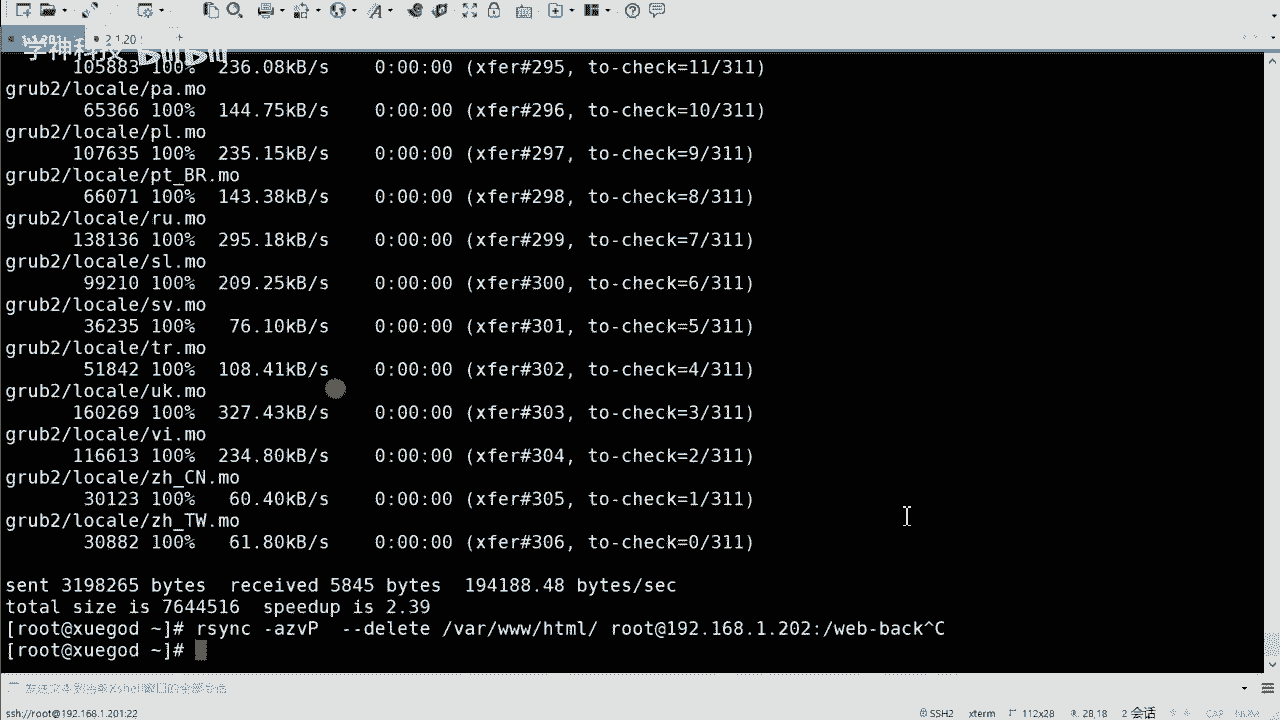 2 1.20
学神科技 bilibili
105883 100%  236.08kB/s    0:00:00 (xfer#295, to-check=11/311)
grub2/locale/pa.mo
65366 100%  144.75kB/s    0:00:00 (xfer#296, to-check=10/311)
grub2/locale/pl.mo
107635 100%  235.15kB/s    0:00:00 (xfer#297, to-check=9/311)
grub2/locale/pt_BR.mo
66071 100%  143.38kB/s    0:00:00 (xfer#298, to-check=8/311)
grub2/locale/ru.mo
138136 100%  295.18kB/s    0:00:00 (xfer#299, to-check=7/311)
grub2/locale/sl.mo
99210 100%  209.25kB/s    0:00:00 (xfer#300, to-check=6/311)
grub2/locale/sv.mo
36235 100%   76.10kB/s    0:00:00 (xfer#301, to-check=5/311)
grub2/locale/tr.mo
51842 100%  108.41kB/s    0:00:00 (xfer#302, to-check=4/311)
grub2/locale/uk.mo
160269 100%  327.43kB/s    0:00:00 (xfer#303, to-check=3/311)
grub2/locale/vi.mo
116613 100%  234.80kB/s    0:00:00 (xfer#304, to-check=2/311)
grub2/locale/zh_CN.mo
30123 100%   60.40kB/s    0:00:00 (xfer#305, to-check=1/311)
grub2/locale/zh_TW.mo
30882 100%   61.80kB/s    0:00:00 (xfer#306, to-check=0/311)
sent 3198265 bytes  received 5845 bytes  194188.48 bytes/sec
total size is 7644516  speedup is 2.39
[root@xuegod ~]# rsync -azvP  --delete /var/www/html/ root@192.168.1.202:/web-back^C
[root@xuegod ~]#
ssh://root@192.168.1.201:22 SSH2 xterm 112x28 28,18 2 会话 CAP NUM